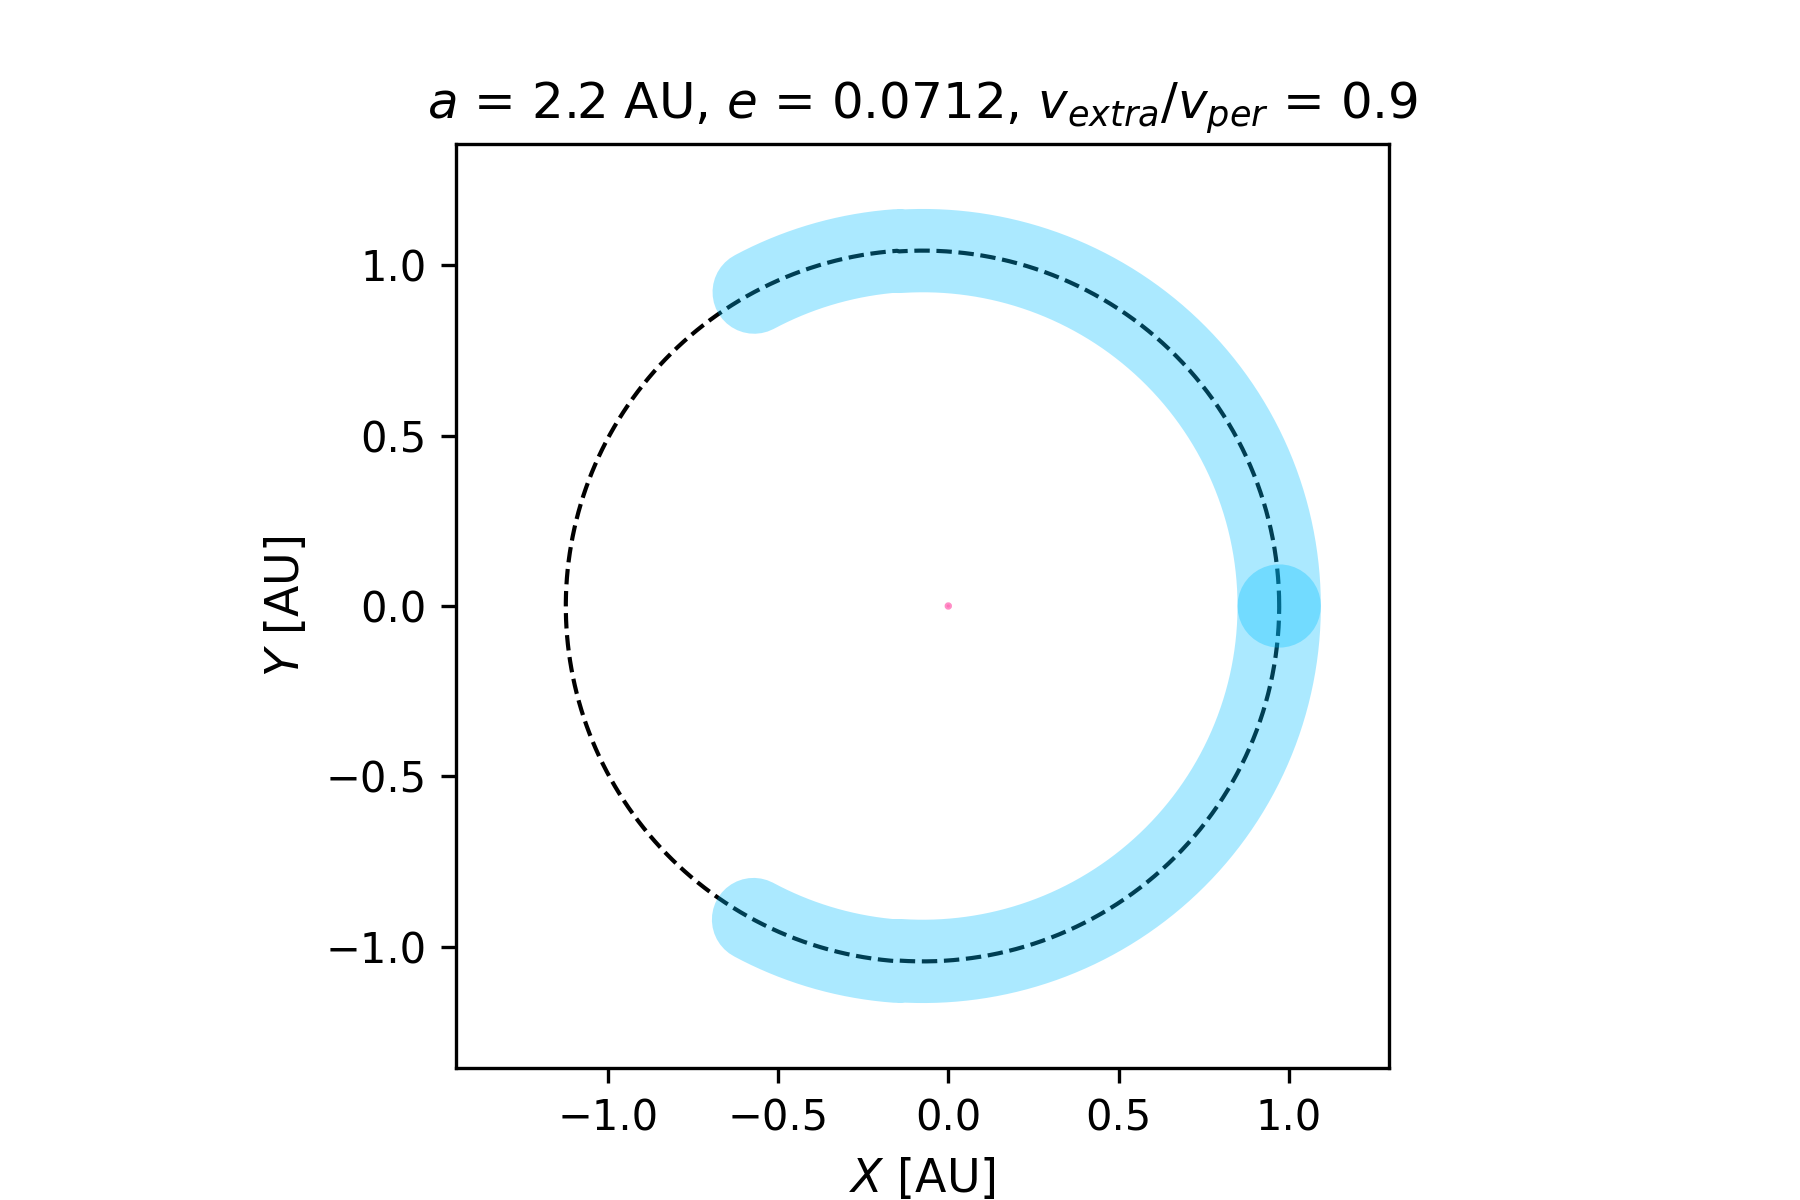 a = 2.2 AU, e = 0.0712, v_extra/v_per = 0.9
1.0
0.5
0.0
−0.5
−1.0
Y [AU]
−1.0 −0.5 0.0 0.5 1.0
X [AU]